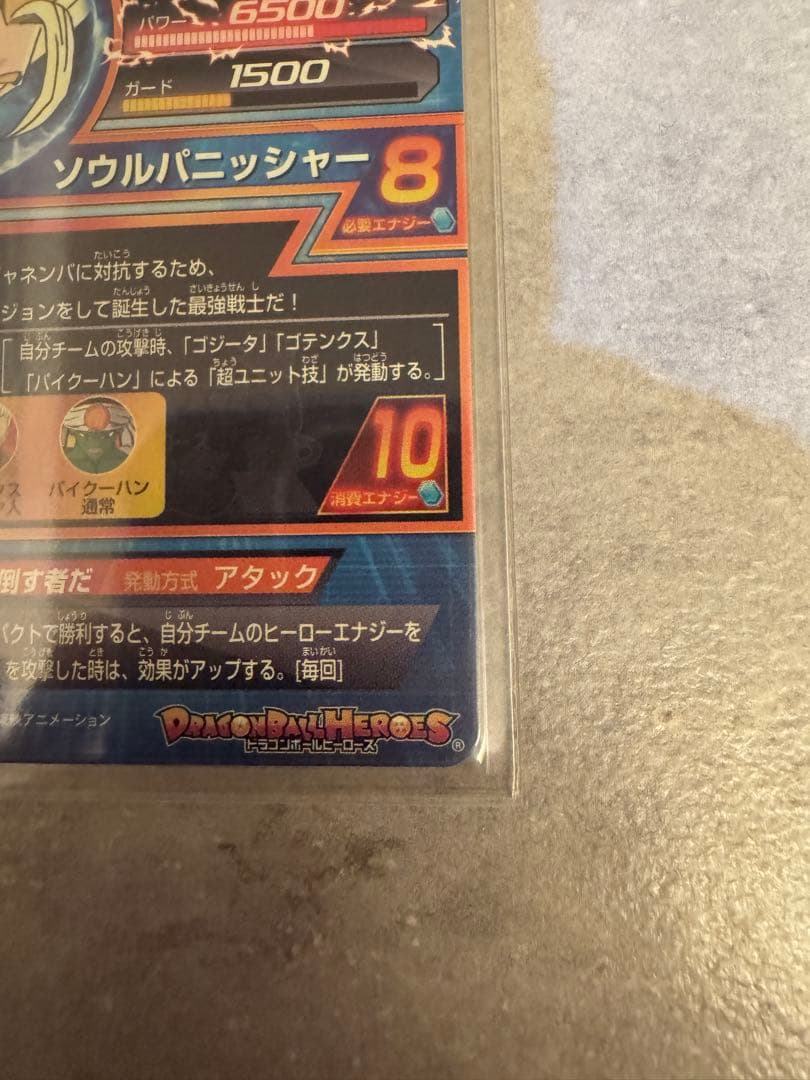 パワー 6500
ガード 1500
ソウルパニッシャー 8
必要エナジー
ャネンバに対抗するため、
ジョンをして誕生した最強戦士だ！
自分チームの攻撃時、「ゴジータ」「ゴテンクス」
「パイクーハン」による「超ユニット技」が発動する。
10
消費エナジー
パイクーハン
通常
倒す者だ 発動方式 アタック
パクトで勝利すると、自分チームのヒーローエナジーを
を攻撃した時は、効果がアップする。[毎回]
アニメーション
DRAGONBALL HEROES
ドラゴンボールヒーローズ ®